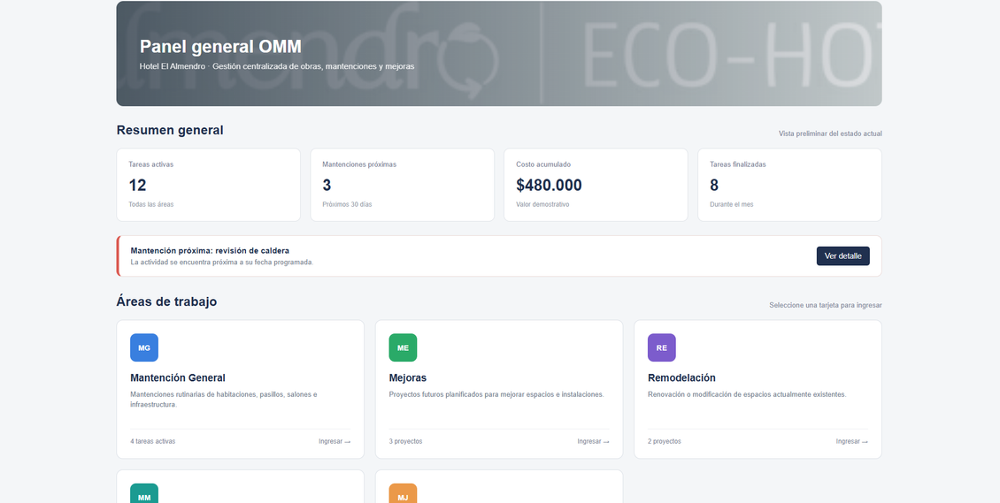 almendro
ECO-HOT
Panel general OMM
Hotel El Almendro · Gestión centralizada de obras, mantenciones y mejoras
Resumen general
Vista preliminar del estado actual
Tareas activas
12
Todas las áreas
Mantenciones próximas
3
Próximos 30 días
Costo acumulado
$480.000
Valor demostrativo
Tareas finalizadas
8
Durante el mes
Mantención próxima: revisión de caldera
La actividad se encuentra próxima a su fecha programada.
Ver detalle
Áreas de trabajo
Seleccione una tarjeta para ingresar
MG
Mantención General
Mantenciones rutinarias de habitaciones, pasillos, salones e
infraestructura.
4 tareas activas
Ingresar →
ME
Mejoras
Proyectos futuros planificados para mejorar espacios e instalaciones.
3 proyectos
Ingresar →
RE
Remodelación
Renovación o modificación de espacios actualmente existentes.
2 proyectos
Ingresar →
MM
MJ